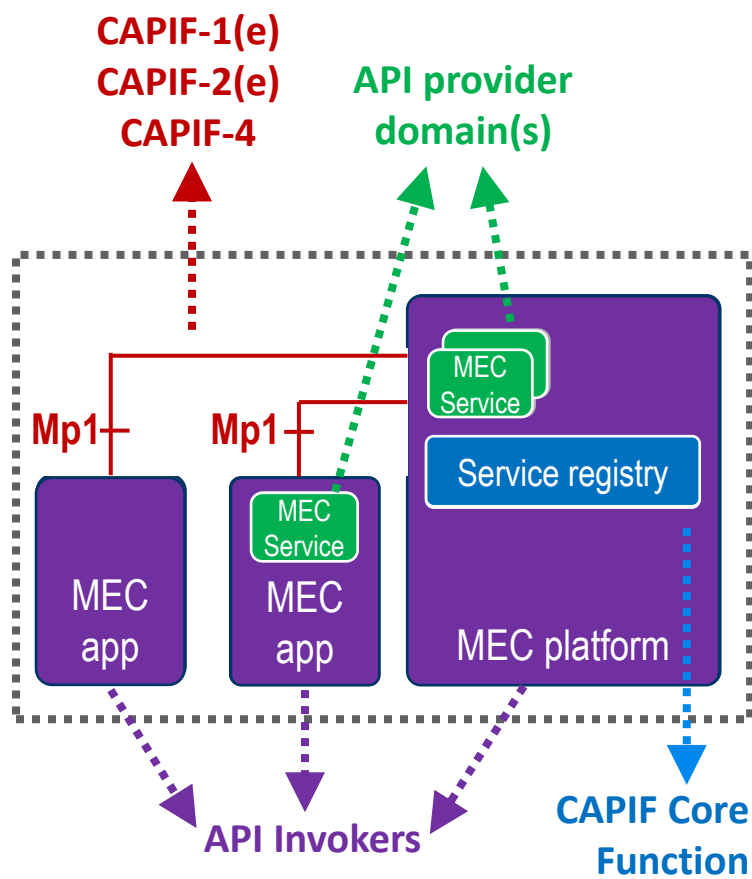 CAPIF-1(e)
CAPIF-2(e)
CAPIF-4
API provider
domain(s)
MEC
Service
Mp1
Mp1
Service registry
MEC
Service
MEC
app
MEC
app
MEC platform
API Invokers
CAPIF Core
Function